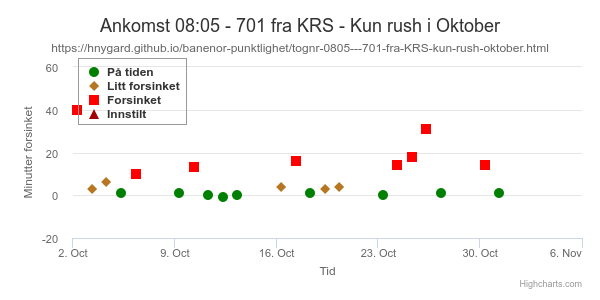 Ankomst 08:05 - 701 fra KRS - Kun rush i Oktober
https://hnygard.github.io/banenor-punktlighet/tognr-0805---701-fra-KRS-kun-rush-oktober.html
Minutter forsinket
60
40
20
0
-20
På tiden
Litt forsinket
Forsinket
Innstilt
2. Oct
9. Oct
16. Oct
23. Oct
30. Oct
6. Nov
Tid
Highcharts.com